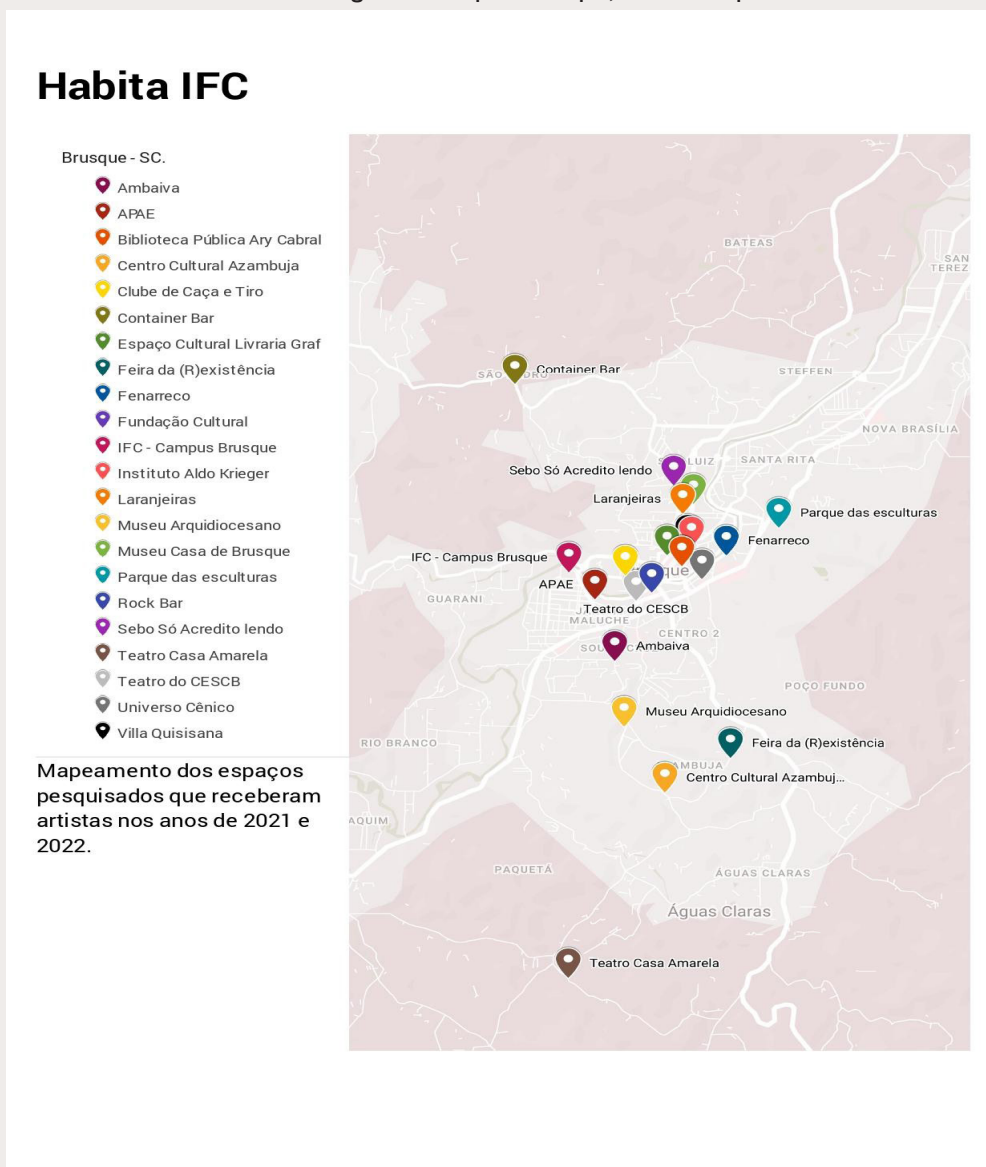 Habita IFC
Brusque - SC.
Ambaiva
APAE
Biblioteca Pública Ary Cabral
Centro Cultural Azambuja
Clube de Caça e Tiro
Container Bar
Espaço Cultural Livraria Graf
Feira da (R)existência
Fenarreco
Fundação Cultural
IFC - Campus Brusque
Instituto Aldo Krieger
Laranjeiras
Museu Arquidiocesano
Museu Casa de Brusque
Parque das esculturas
Rock Bar
Sebo Só Acredito lendo
Teatro Casa Amarela
Teatro do CESCB
Universo Cênico
Villa Quisisana
Mapeamento dos espaços
pesquisados que receberam
artistas nos anos de 2021 e
2022.
BATEAS
SAN
TEREZ
Container Bar
STEFFEN
NOVA BRASÍLIA
Sebo Só Acredito lendo
LUIZ
SANTA RITA
Laranjeiras
Parque das esculturas
Fenarreco
IFC - Campus Brusque
que
APAE
GUARANI
Teatro do CESCB
MALUCHE
CENTRO 2
Ambaiva
POÇO FUNDO
Museu Arquidiocesano
RIO BRANCO
Feira da (R)existência
MBUJA
Centro Cultural Azambuj...
AQUIM
PAQUETÁ
ÁGUAS CLARAS
Águas Claras
Teatro Casa Amarela